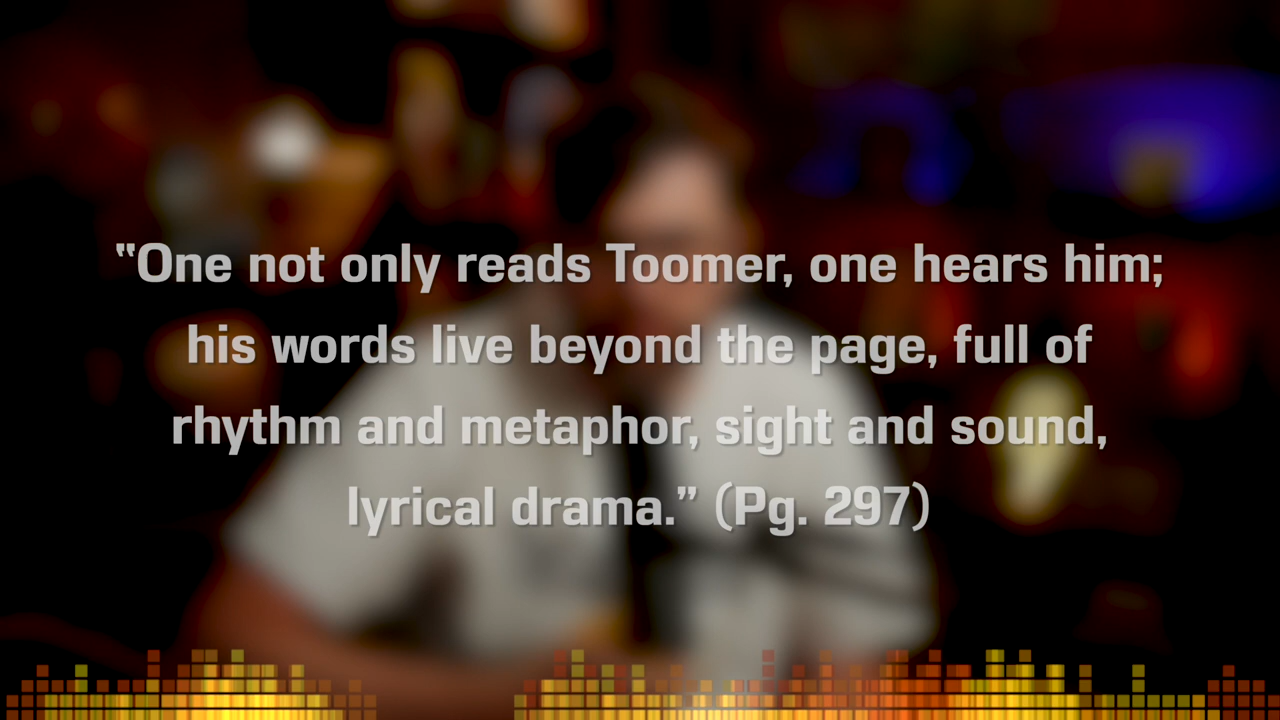 “One not only reads Toomer, one hears him;
his words live beyond the page, full of
rhythm and metaphor, sight and sound,
lyrical drama.” (Pg. 297)